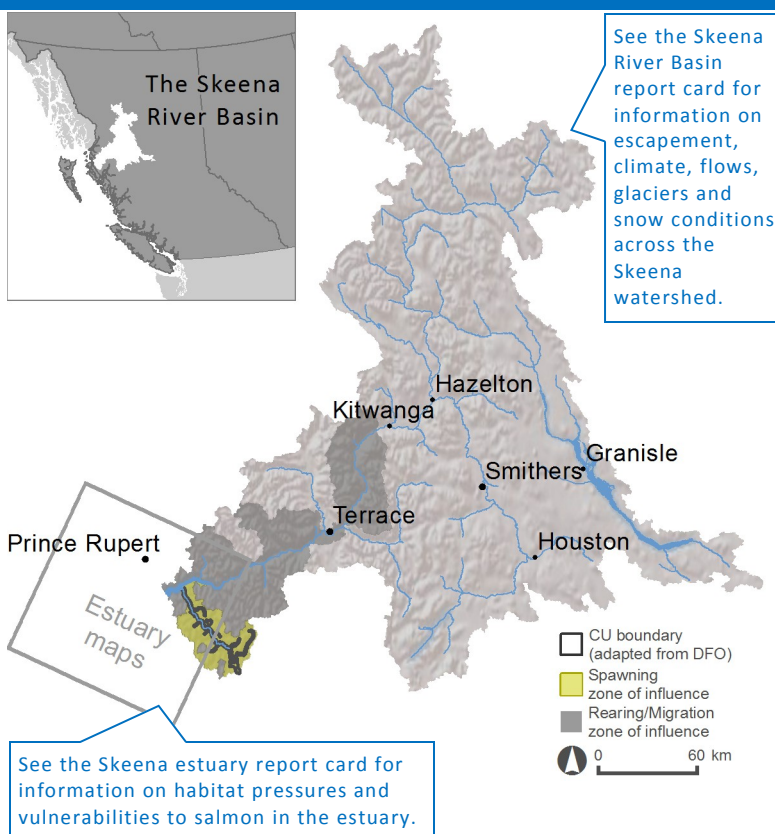 The Skeena
River Basin
See the Skeena
River Basin
report card for
information on
escapement,
climate, flows,
glaciers and
snow conditions
across the
Skeena
watershed.
Hazelton
Kitwanga
Granisle
Smithers
Terrace
Houston
Prince Rupert
Estuary
maps
CU boundary
(adapted from DFO)
Spawning
zone of influence
Rearing/Migration
zone of influence
0 60 km
See the Skeena estuary report card for
information on habitat pressures and
vulnerabilities to salmon in the estuary.